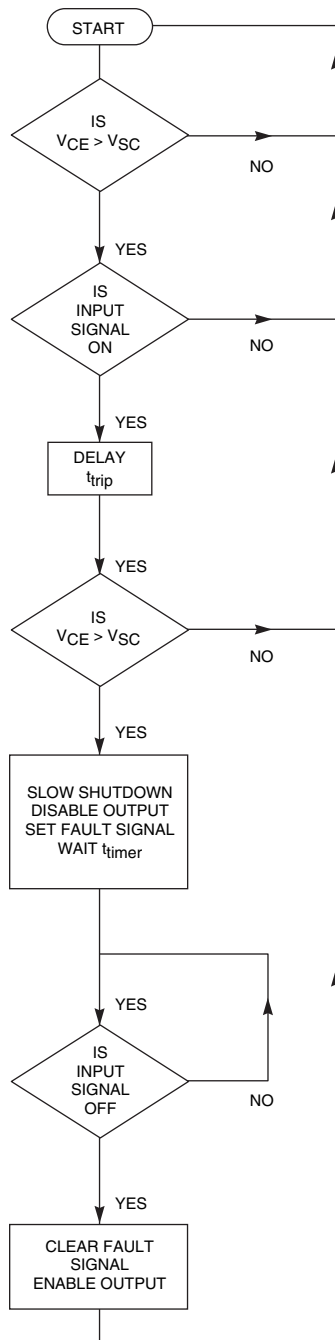 START
IS
VCE > VSC
NO
YES
IS
INPUT
SIGNAL
ON
NO
YES
DELAY
ttrip
YES
IS
VCE > VSC
NO
YES
SLOW SHUTDOWN
DISABLE OUTPUT
SET FAULT SIGNAL
WAIT ttimer
YES
IS
INPUT
SIGNAL
OFF
NO
YES
CLEAR FAULT
SIGNAL
ENABLE OUTPUT